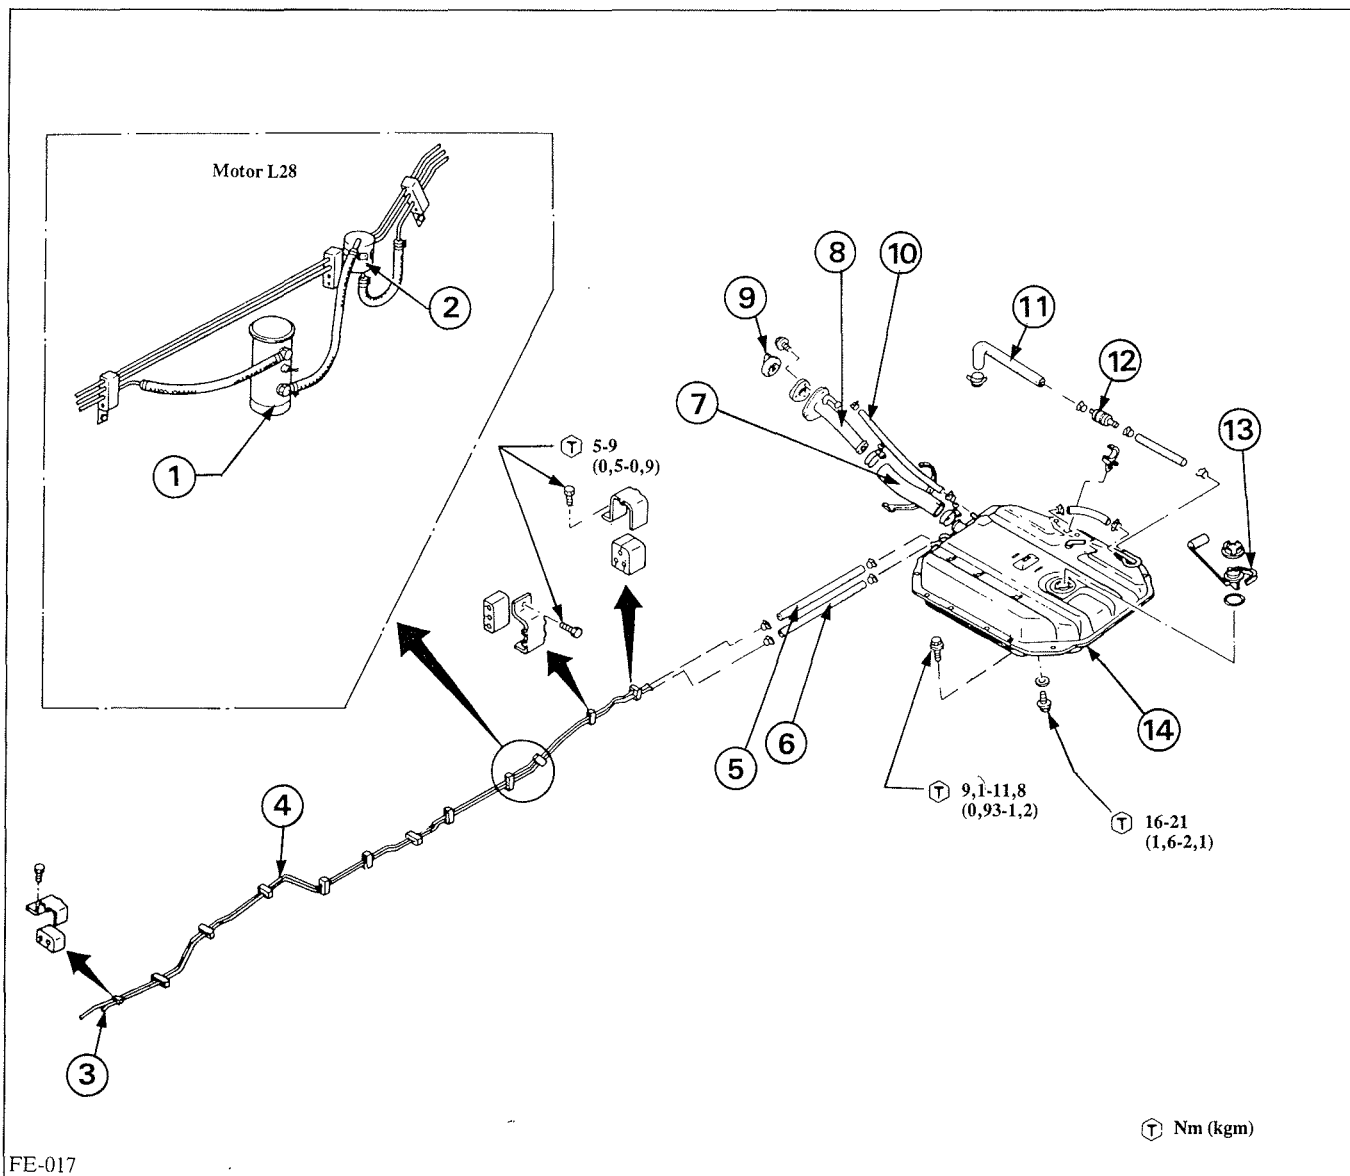 Motor L28
8
10
9
11
2
12
7
13
1
T 5-9
(0,5-0,9)
5
6
14
4
T 9,1-11,8
(0,93-1,2)
T 16-21
(1,6-2,1)
3
T Nm (kgm)
FE-017